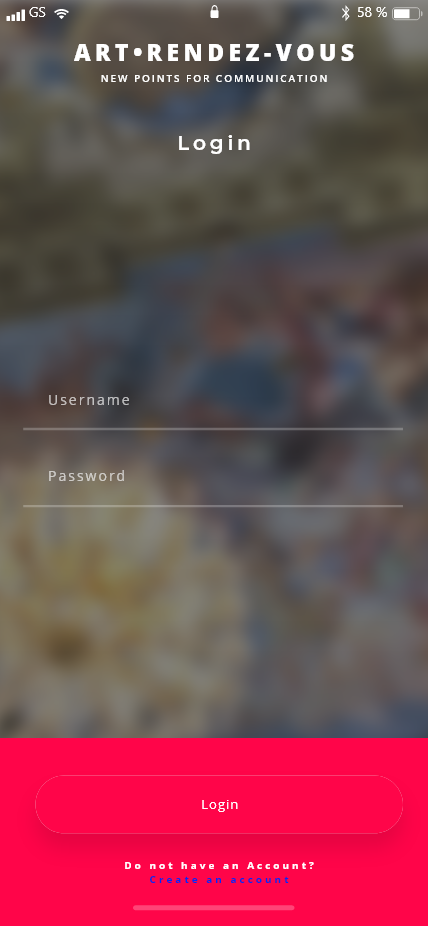 GS 58 %
ART•RENDEZ-VOUS
NEW POINTS FOR COMMUNICATION
Login
Username
Password
Login
Do not have an Account?
Create an account